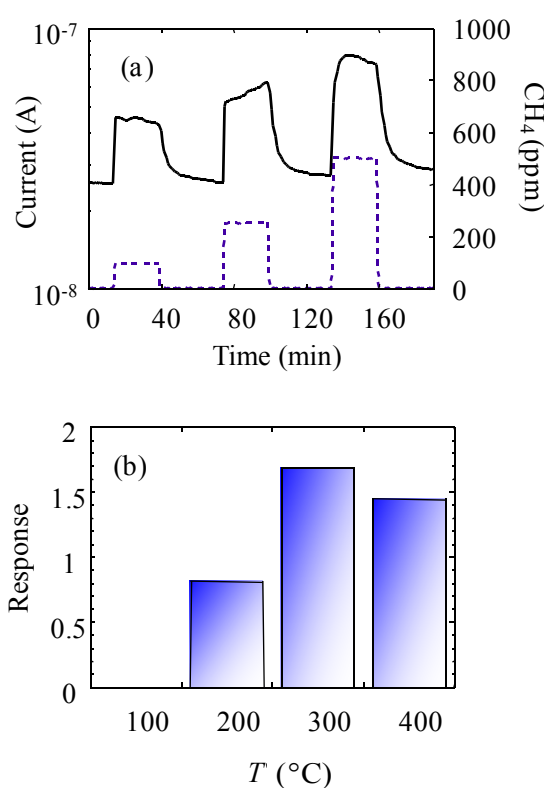 10⁻⁷
(a)
Current (A)
10⁻⁸
1000
800
600
400
200
0
CH₄ (ppm)
0 40 80 120 160
Time (min)
(b)
2
1.5
1
0.5
0
Response
100 200 300 400
T (°C)